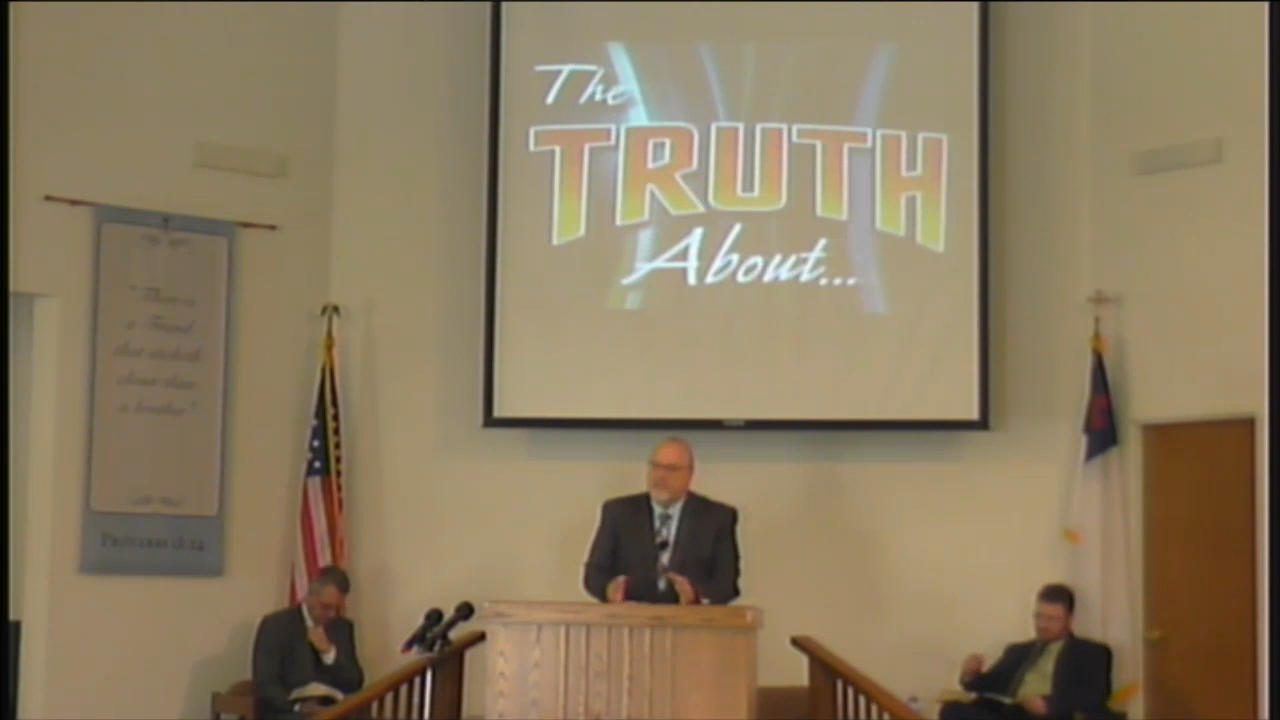 The
TRUTH
About...
"There is
a Friend
that sticketh
closer than
a brother"
Proverbs 18:24